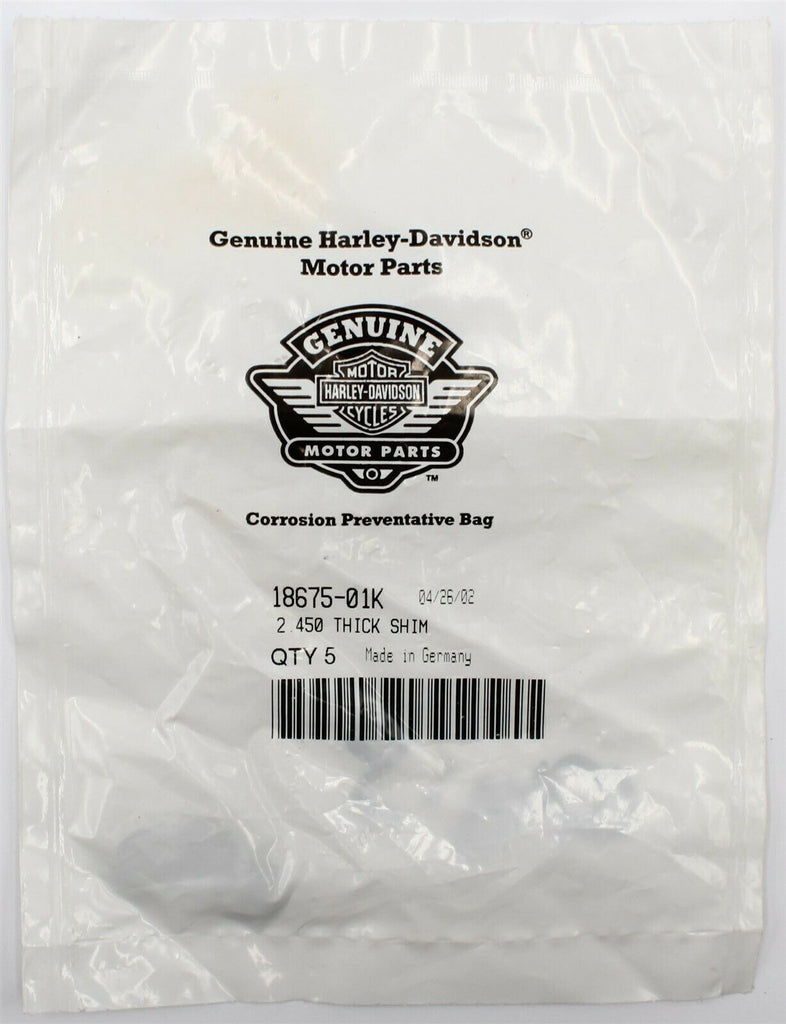 Genuine Harley-Davidson®
Motor Parts
GENUINE
MOTOR
HARLEY-DAVIDSON
CYCLES
MOTOR PARTS
TM
Corrosion Preventative Bag
18675-01K 04/26/02
2.450 THICK SHIM
QTY 5 Made in Germany